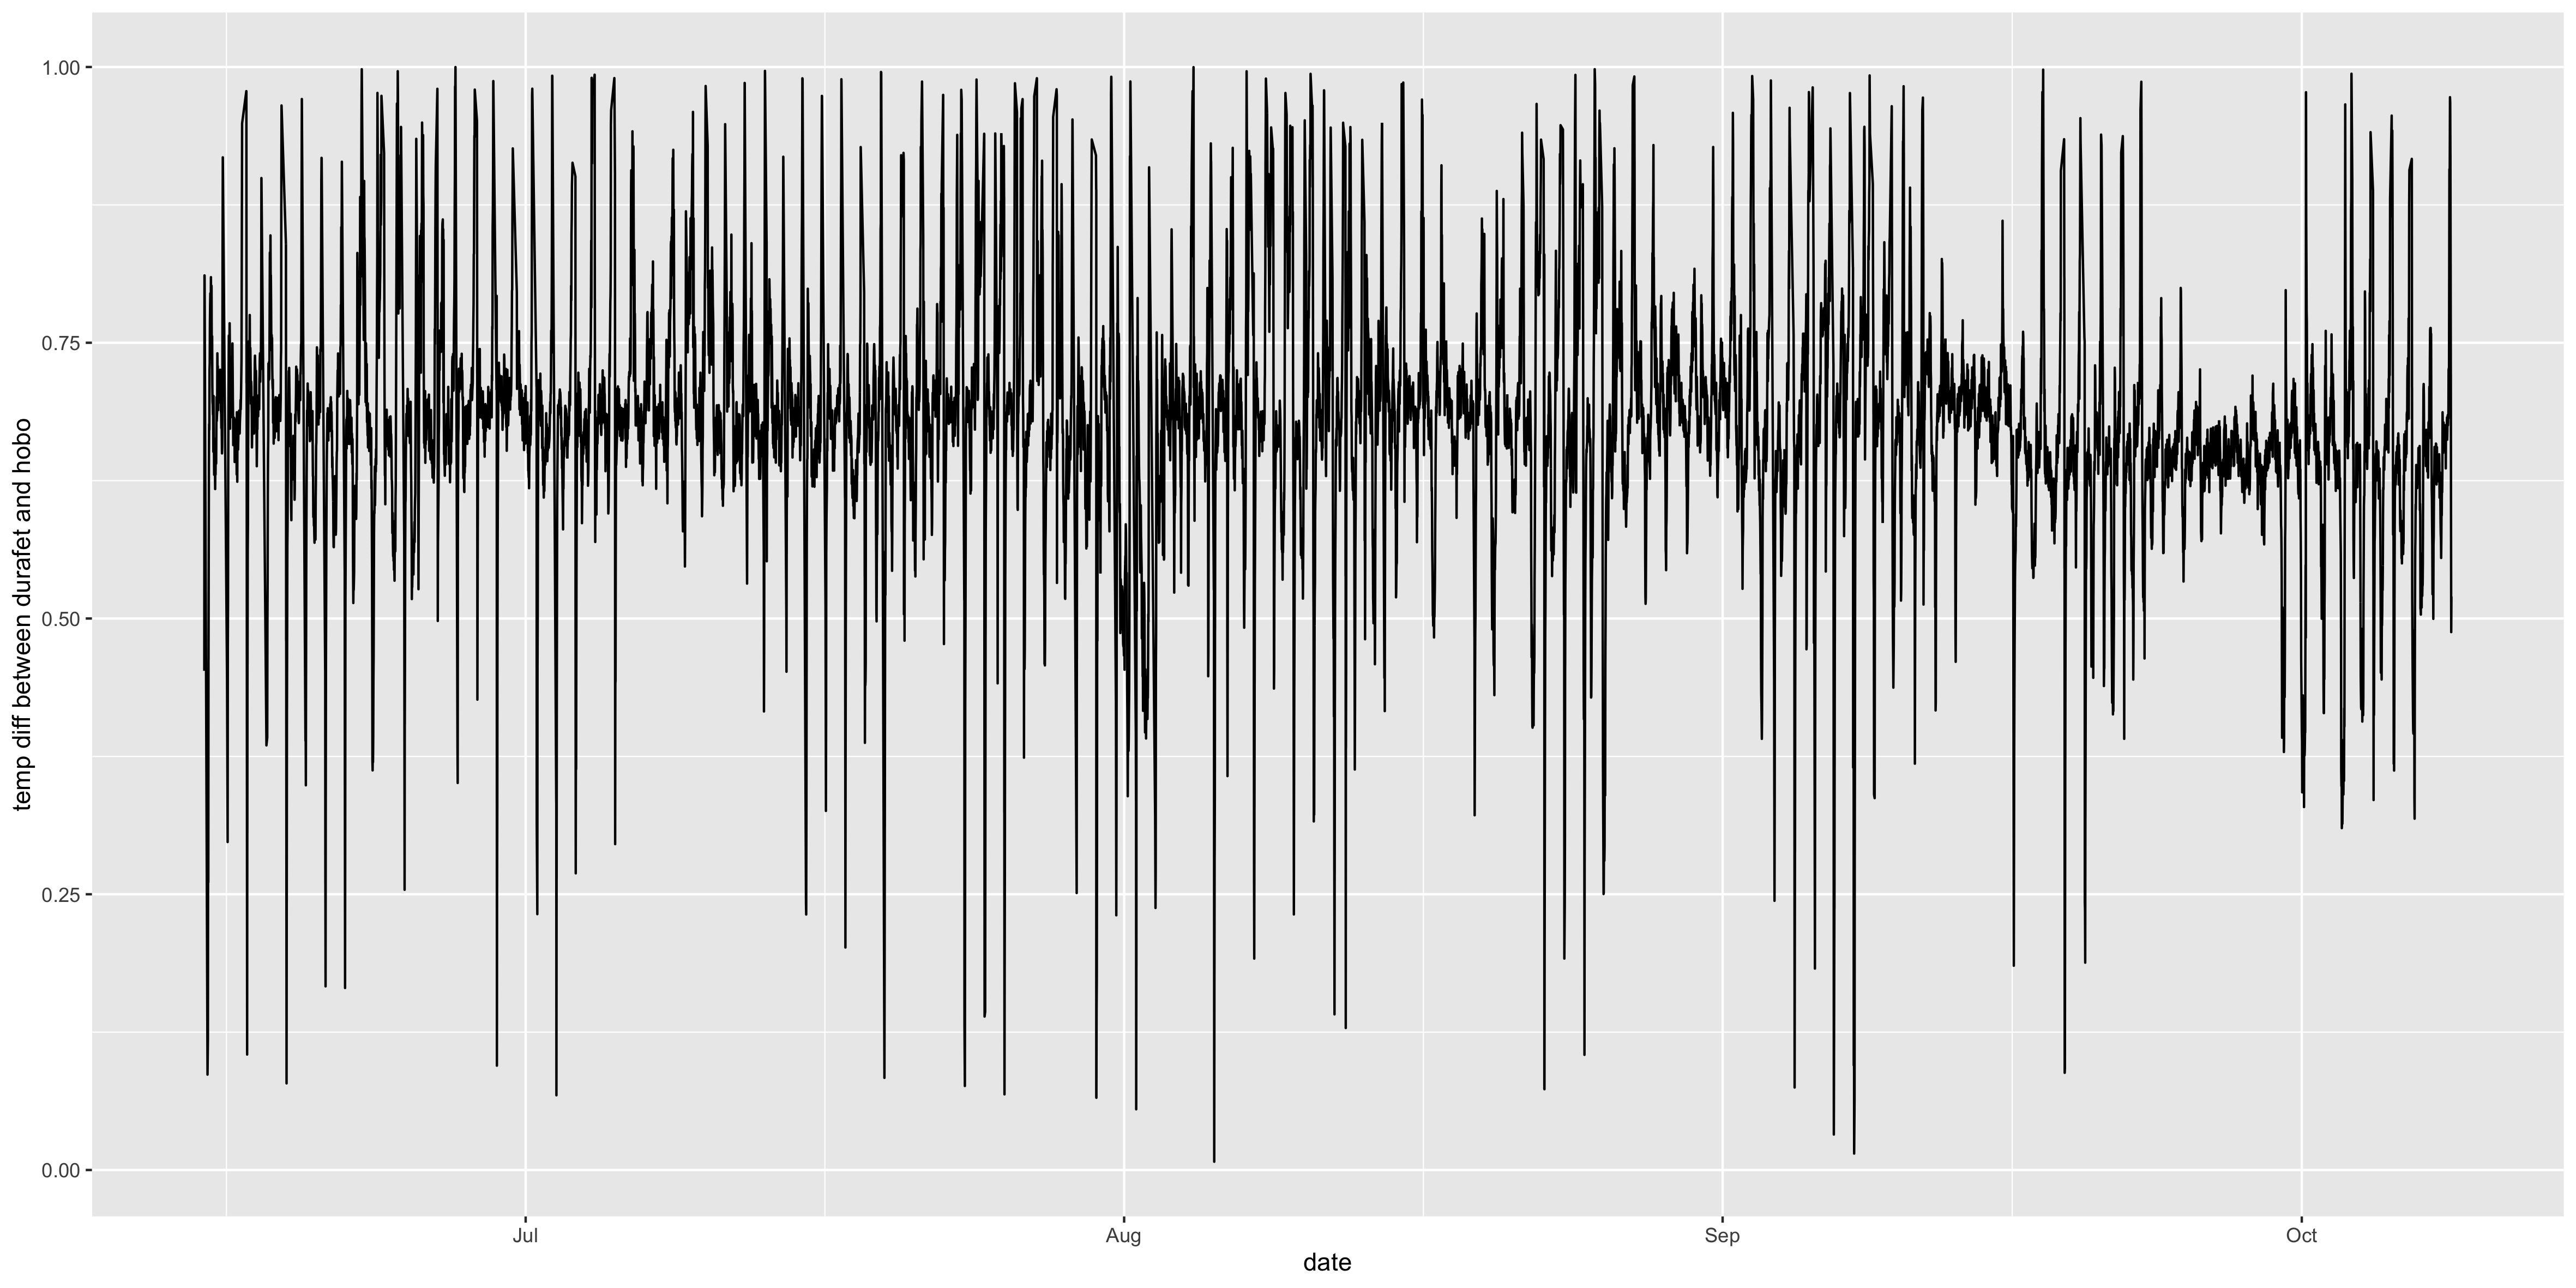 1.00
0.75
0.50
0.25
0.00
temp diff between durafet and hobo
Jul
Aug
Sep
Oct
date